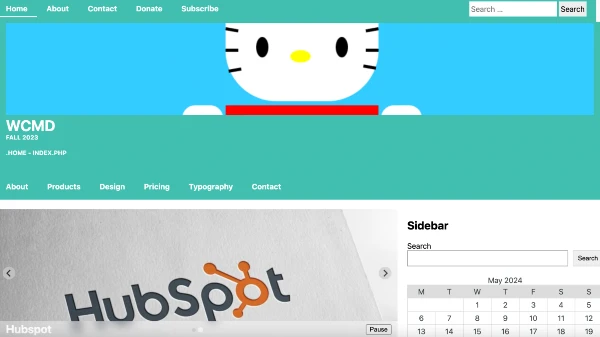 Home About Contact Donate Subscribe Search ... Search
WCMD
FALL 2023
.HOME - INDEX.PHP
About Products Design Pricing Typography Contact
HubSpot
Hubspot
Pause
Sidebar
Search
Search
May 2024
M T W T F S S
1 2 3 4 5
6 7 8 9 10 11 12
13 14 15 16 17 18 19